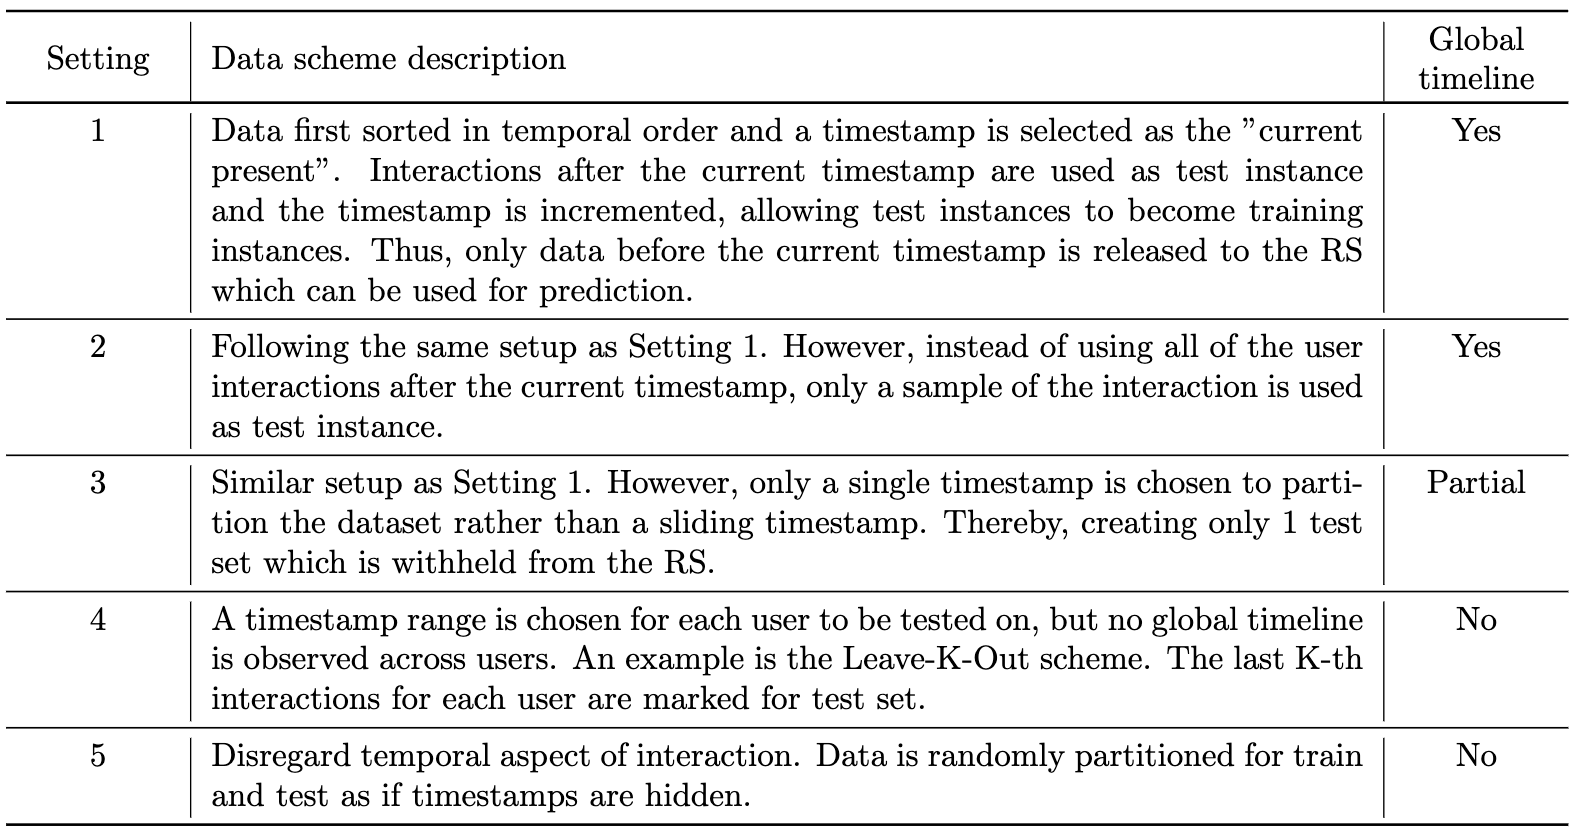 Setting Data scheme description Global
timeline
1 Data first sorted in temporal order and a timestamp is selected as the ”current Yes
present”. Interactions after the current timestamp are used as test instance
and the timestamp is incremented, allowing test instances to become training
instances. Thus, only data before the current timestamp is released to the RS
which can be used for prediction.
2 Following the same setup as Setting 1. However, instead of using all of the user Yes
interactions after the current timestamp, only a sample of the interaction is used
as test instance.
3 Similar setup as Setting 1. However, only a single timestamp is chosen to parti- Partial
tion the dataset rather than a sliding timestamp. Thereby, creating only 1 test
set which is withheld from the RS.
4 A timestamp range is chosen for each user to be tested on, but no global timeline No
is observed across users. An example is the Leave-K-Out scheme. The last K-th
interactions for each user are marked for test set.
5 Disregard temporal aspect of interaction. Data is randomly partitioned for train No
and test as if timestamps are hidden.